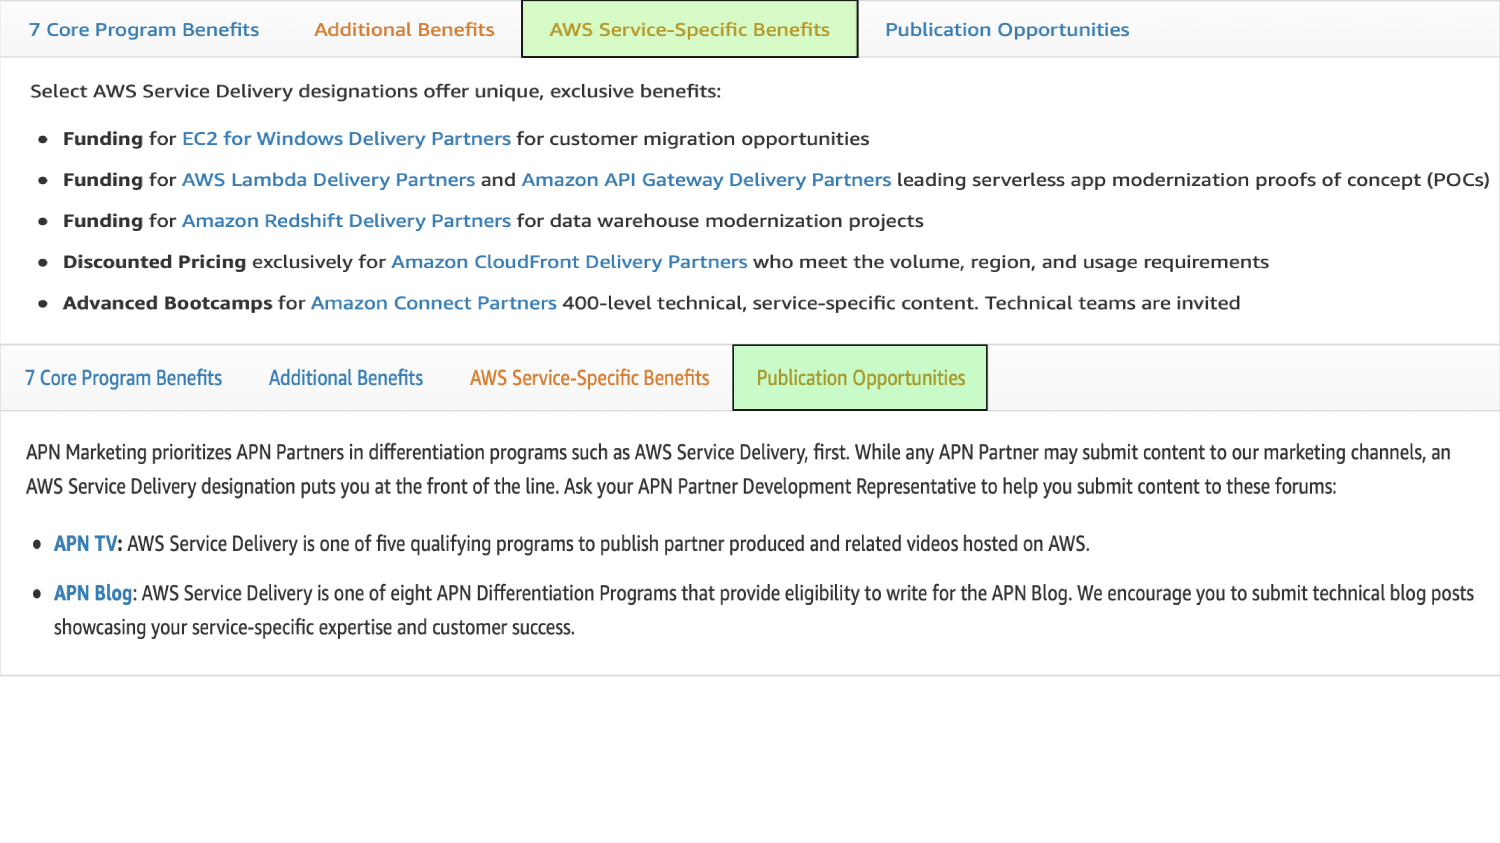 7 Core Program Benefits Additional Benefits AWS Service-Specific Benefits Publication Opportunities
Select AWS Service Delivery designations offer unique, exclusive benefits:
• Funding for EC2 for Windows Delivery Partners for customer migration opportunities
• Funding for AWS Lambda Delivery Partners and Amazon API Gateway Delivery Partners leading serverless app modernization proofs of concept (POCs)
• Funding for Amazon Redshift Delivery Partners for data warehouse modernization projects
• Discounted Pricing exclusively for Amazon CloudFront Delivery Partners who meet the volume, region, and usage requirements
• Advanced Bootcamps for Amazon Connect Partners 400-level technical, service-specific content. Technical teams are invited
7 Core Program Benefits Additional Benefits AWS Service-Specific Benefits Publication Opportunities
APN Marketing prioritizes APN Partners in differentiation programs such as AWS Service Delivery, first. While any APN Partner may submit content to our marketing channels, an
AWS Service Delivery designation puts you at the front of the line. Ask your APN Partner Development Representative to help you submit content to these forums:
• APN TV: AWS Service Delivery is one of five qualifying programs to publish partner produced and related videos hosted on AWS.
• APN Blog: AWS Service Delivery is one of eight APN Differentiation Programs that provide eligibility to write for the APN Blog. We encourage you to submit technical blog posts
showcasing your service-specific expertise and customer success.